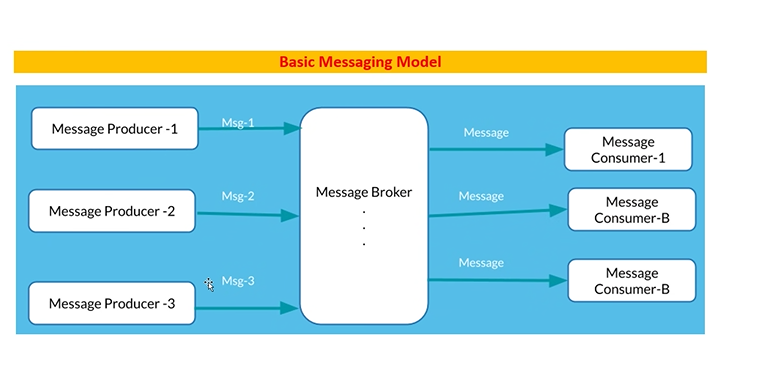 Basic Messaging Model
Message Producer -1
Msg-1
Message Broker
.
.
.
Message
Message
Consumer-1
Message Producer -2
Msg-2
Message
Message
Consumer-B
Message Producer -3
Msg-3
Message
Message
Consumer-B